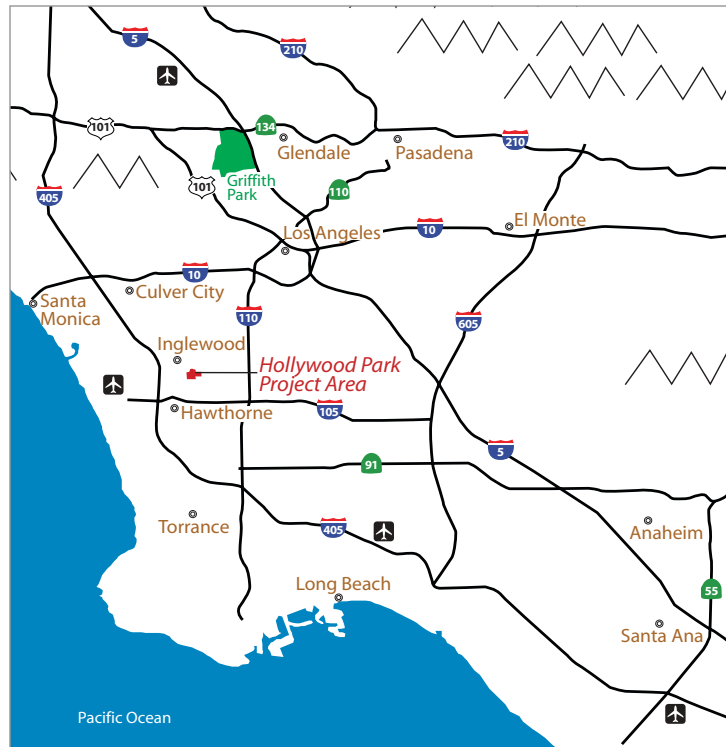 5
210
101
134
Glendale
Pasadena
210
405
101
Griffith
Park
110
El Monte
Los Angeles
10
10
Culver City
Santa
Monica
110
605
Inglewood
Hollywood Park
Project Area
Hawthorne
105
5
91
Torrance
405
Anaheim
Long Beach
55
Santa Ana
Pacific Ocean